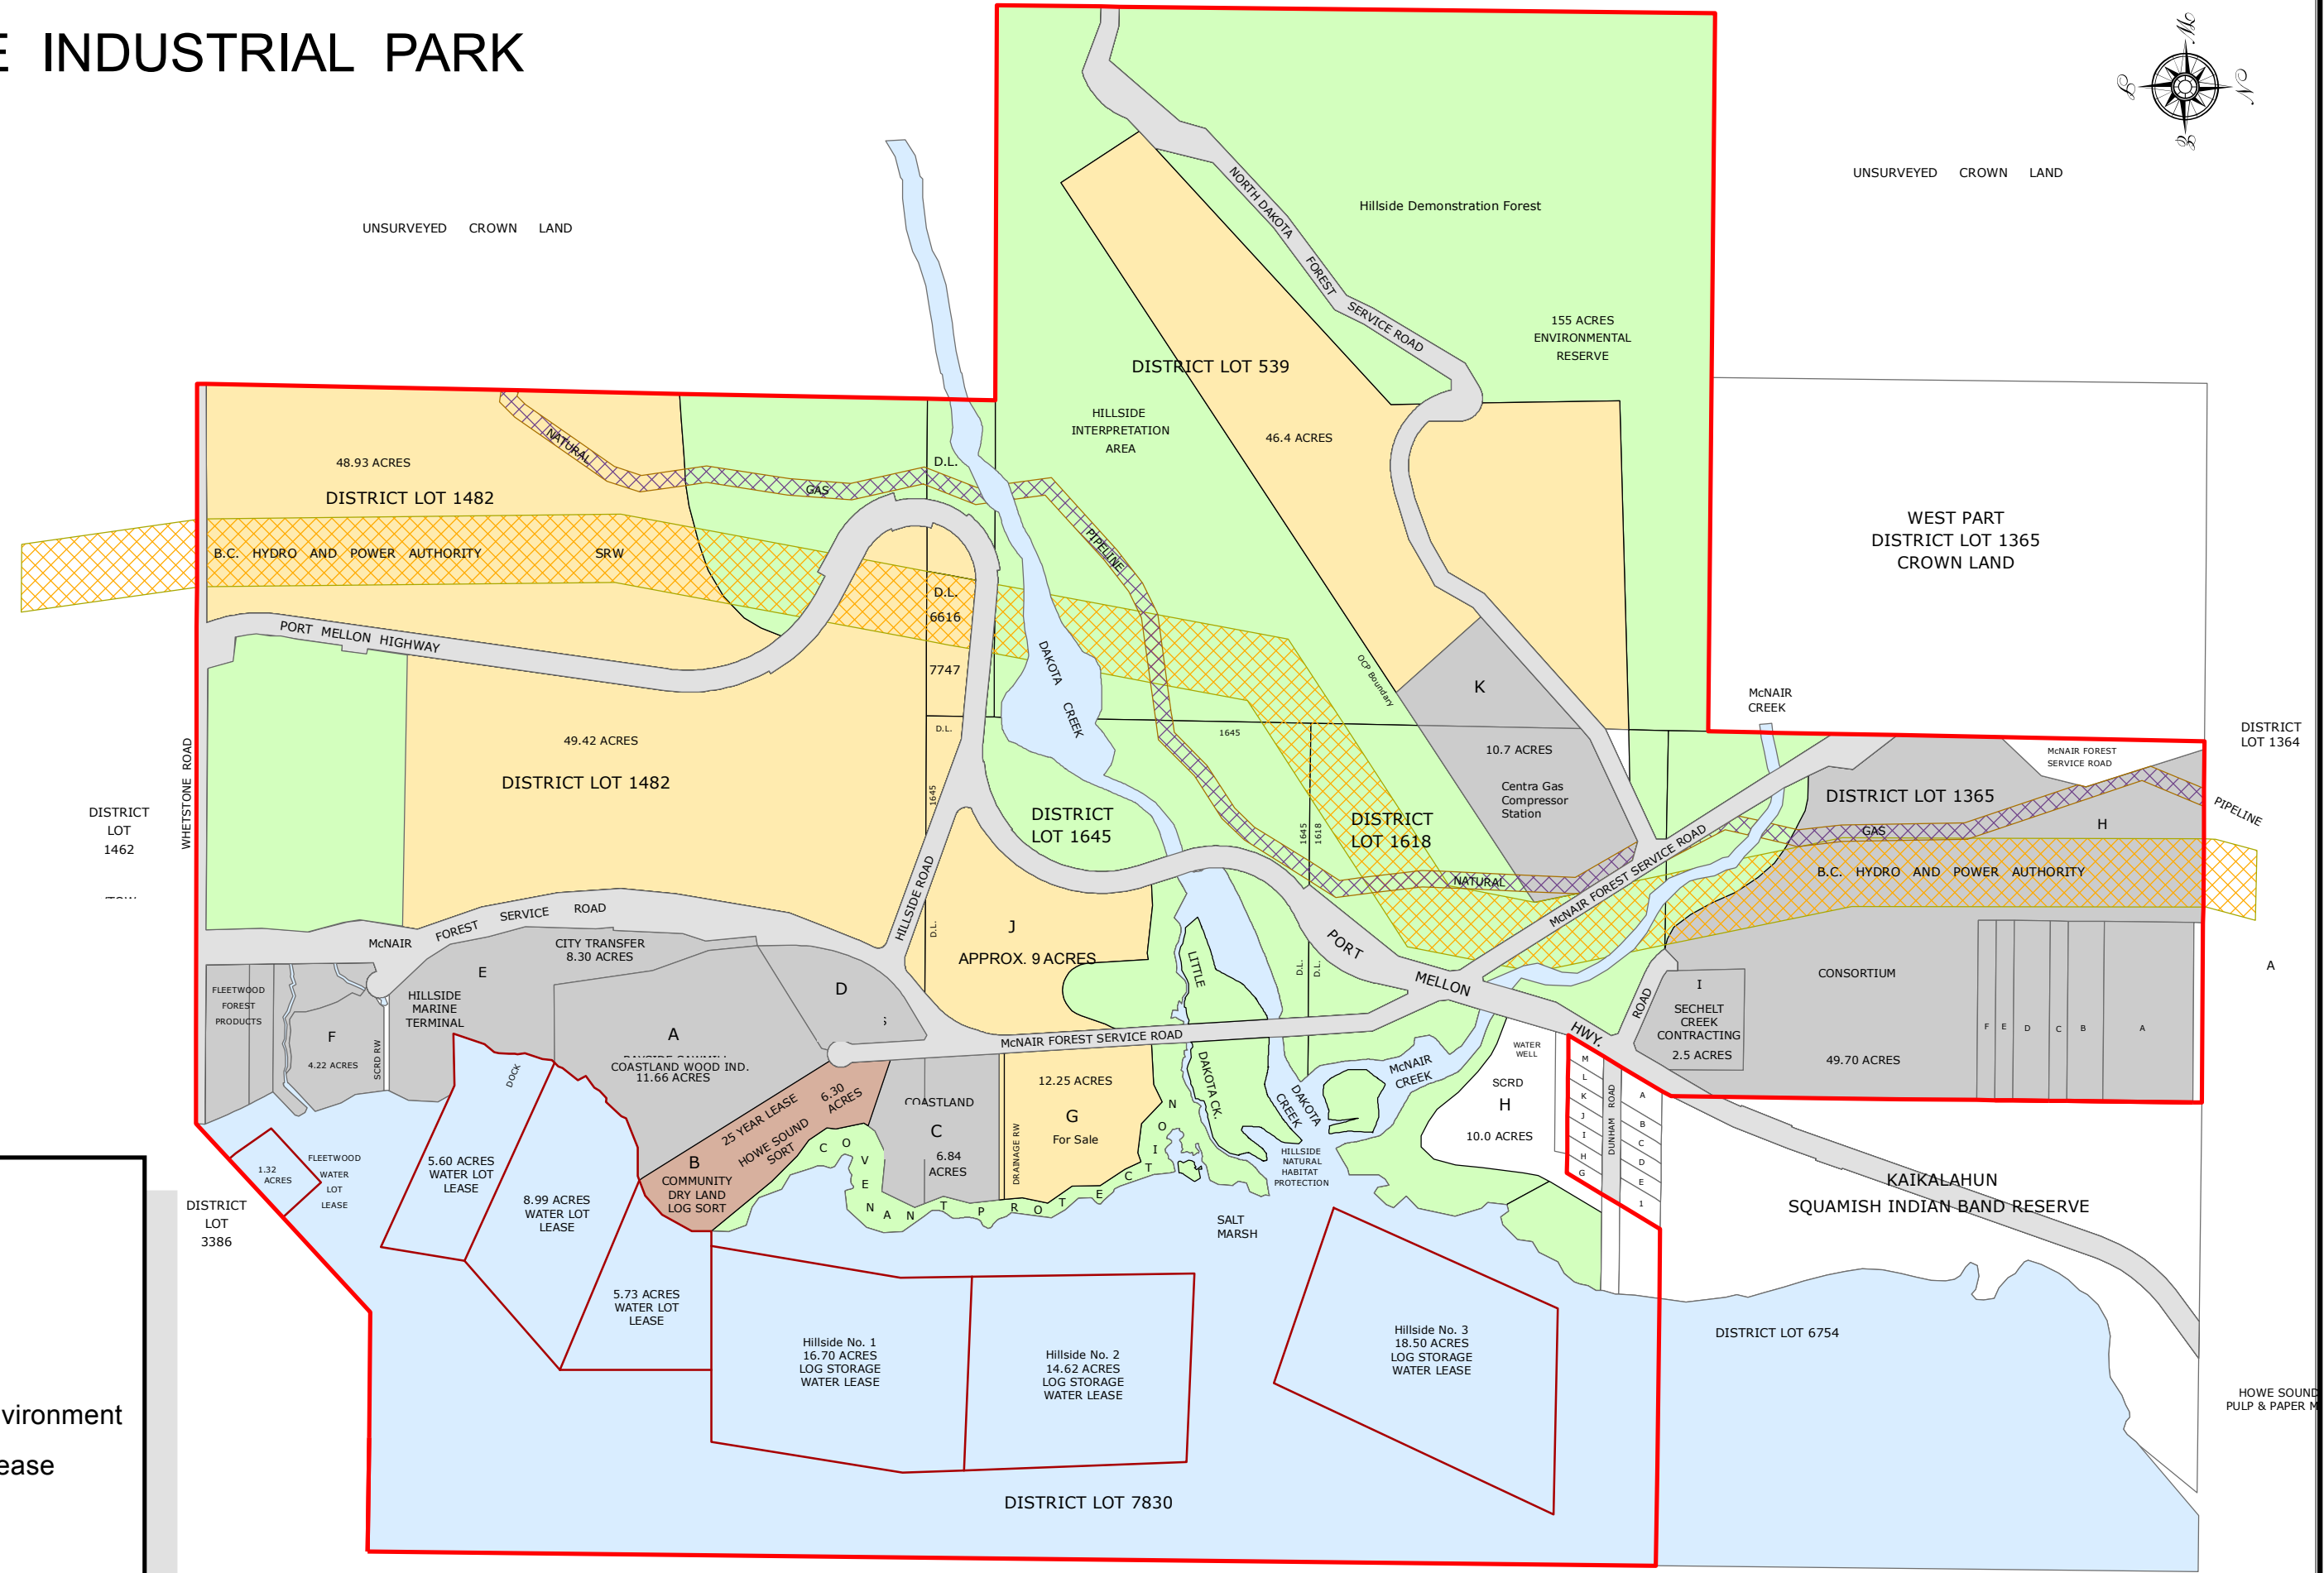 E INDUSTRIAL PARK
UNSURVEYED CROWN LAND
UNSURVEYED CROWN LAND
Hillside Demonstration Forest
NORTH DAKOTA FOREST SERVICE ROAD
155 ACRES
ENVIRONMENTAL
RESERVE
DISTRICT LOT 539
HILLSIDE
INTERPRETATION
AREA
46.4 ACRES
48.93 ACRES
DISTRICT LOT 1482
NATURAL GAS PIPELINE
D.L.
B.C. HYDRO AND POWER AUTHORITY SRW
D.L.
6616
7747
D.L.
1645
D.L.
WEST PART
DISTRICT LOT 1365
CROWN LAND
PORT MELLON HIGHWAY
DAKOTA CREEK
OCP Boundary
K
10.7 ACRES
Centra Gas
Compressor
Station
McNAIR
CREEK
DISTRICT
LOT 1364
McNAIR FOREST
SERVICE ROAD
WHETSTONE ROAD
49.42 ACRES
DISTRICT LOT 1482
DISTRICT
LOT
1462
1645
DISTRICT
LOT 1645
1645
1618
DISTRICT
LOT 1618
DISTRICT LOT 1365
H
PIPELINE
GAS
NATURAL
B.C. HYDRO AND POWER AUTHORITY
McNAIR FOREST SERVICE ROAD
HILLSIDE ROAD
McNAIR FOREST SERVICE ROAD
CITY TRANSFER
8.30 ACRES
E
J
APPROX. 9 ACRES
D
LITTLE
DAKOTA CK.
D.L.
D.L.
PORT MELLON HWY.
CONSORTIUM
49.70 ACRES
F E D C B A
A
I
SECHELT
CREEK
CONTRACTING
2.5 ACRES
ROAD
FLEETWOOD
FOREST
PRODUCTS
F
4.22 ACRES
SCRD RW
HILLSIDE
MARINE
TERMINAL
A
COASTLAND WOOD IND.
11.66 ACRES
McNAIR FOREST SERVICE ROAD
DOCK
25 YEAR LEASE
6.30
ACRES
HOWE SOUND
SORT
B
COMMUNITY
DRY LAND
LOG SORT
COASTLAND
C
6.84
ACRES
DRAINAGE RW
12.25 ACRES
G
For Sale
COVENANT PROTECTION
DAKOTA
CREEK
McNAIR
CREEK
HILLSIDE
NATURAL
HABITAT
PROTECTION
WATER
WELL
SCRD
H
10.0 ACRES
M
L
K
J
I
H
G
DUNHAM ROAD
A
B
C
D
E
1
KAIKALAHUN
SQUAMISH INDIAN BAND RESERVE
1.32
ACRES
FLEETWOOD
WATER
LOT
LEASE
DISTRICT
LOT
3386
5.60 ACRES
WATER LOT
LEASE
8.99 ACRES
WATER LOT
LEASE
5.73 ACRES
WATER LOT
LEASE
SALT
MARSH
Hillside No. 1
16.70 ACRES
LOG STORAGE
WATER LEASE
Hillside No. 2
14.62 ACRES
LOG STORAGE
WATER LEASE
Hillside No. 3
18.50 ACRES
LOG STORAGE
WATER LEASE
DISTRICT LOT 6754
HOWE SOUND
PULP & PAPER M
DISTRICT LOT 7830
vironment
ease